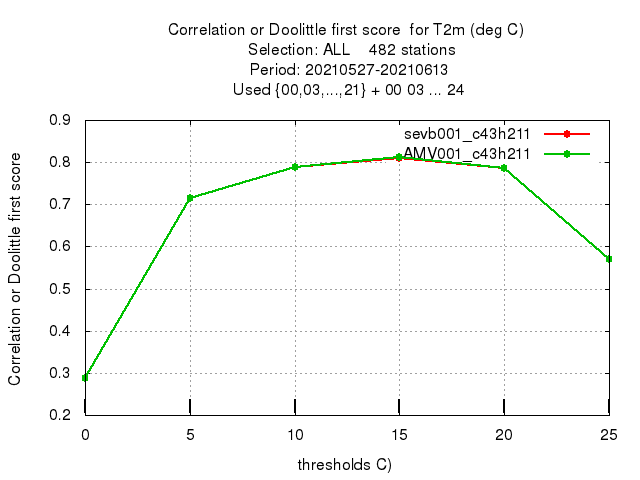 Correlation or Doolittle first score  for T2m (deg C)
Selection: ALL    482 stations
Period: 20210527-20210613
Used {00,03,...,21} + 00 03 ... 24
Correlation or Doolittle first score
0.9
0.8
0.7
0.6
0.5
0.4
0.3
0.2
sevb001_c43h211
AMV001_c43h211
0 5 10 15 20 25
thresholds C)